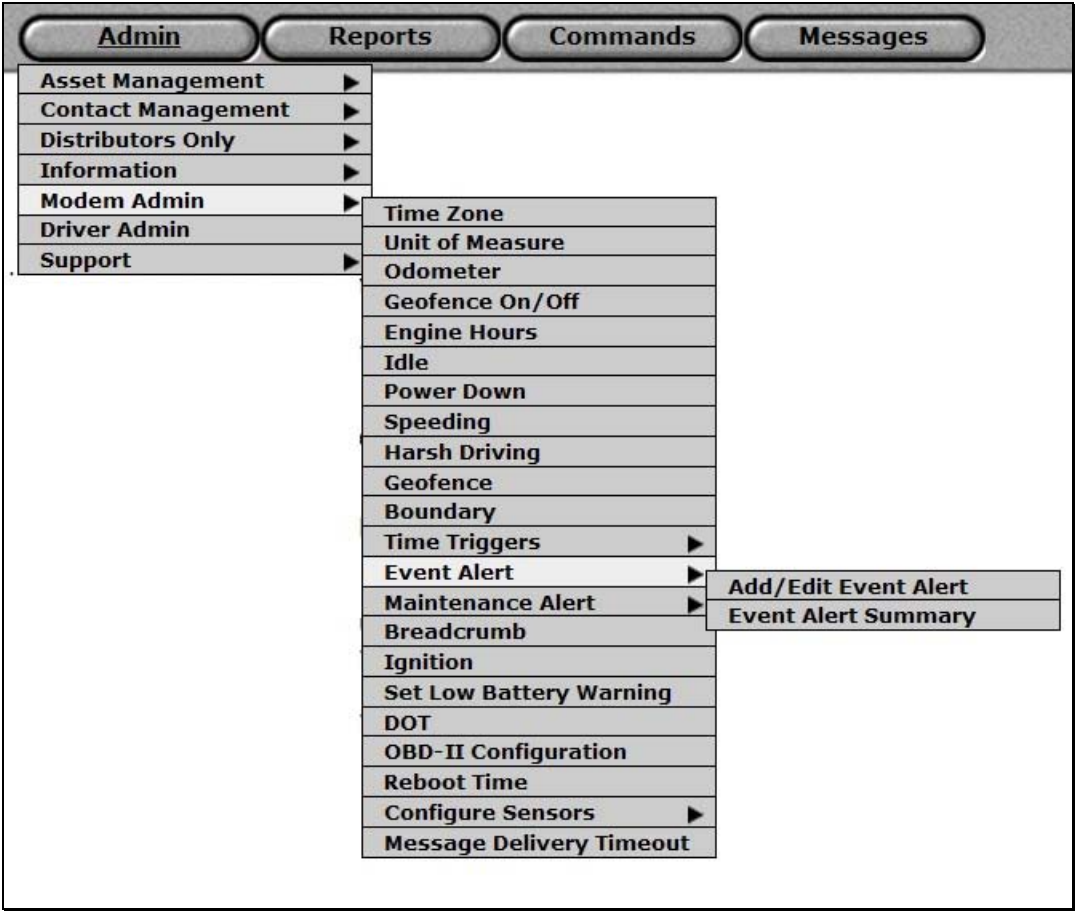 Admin Reports Commands Messages
Asset Management
Contact Management
Distributors Only
Information
Modem Admin
Driver Admin
Support
Time Zone
Unit of Measure
Odometer
Geofence On/Off
Engine Hours
Idle
Power Down
Speeding
Harsh Driving
Geofence
Boundary
Time Triggers
Event Alert
Maintenance Alert
Breadcrumb
Ignition
Set Low Battery Warning
DOT
OBD-II Configuration
Reboot Time
Configure Sensors
Message Delivery Timeout
Add/Edit Event Alert
Event Alert Summary